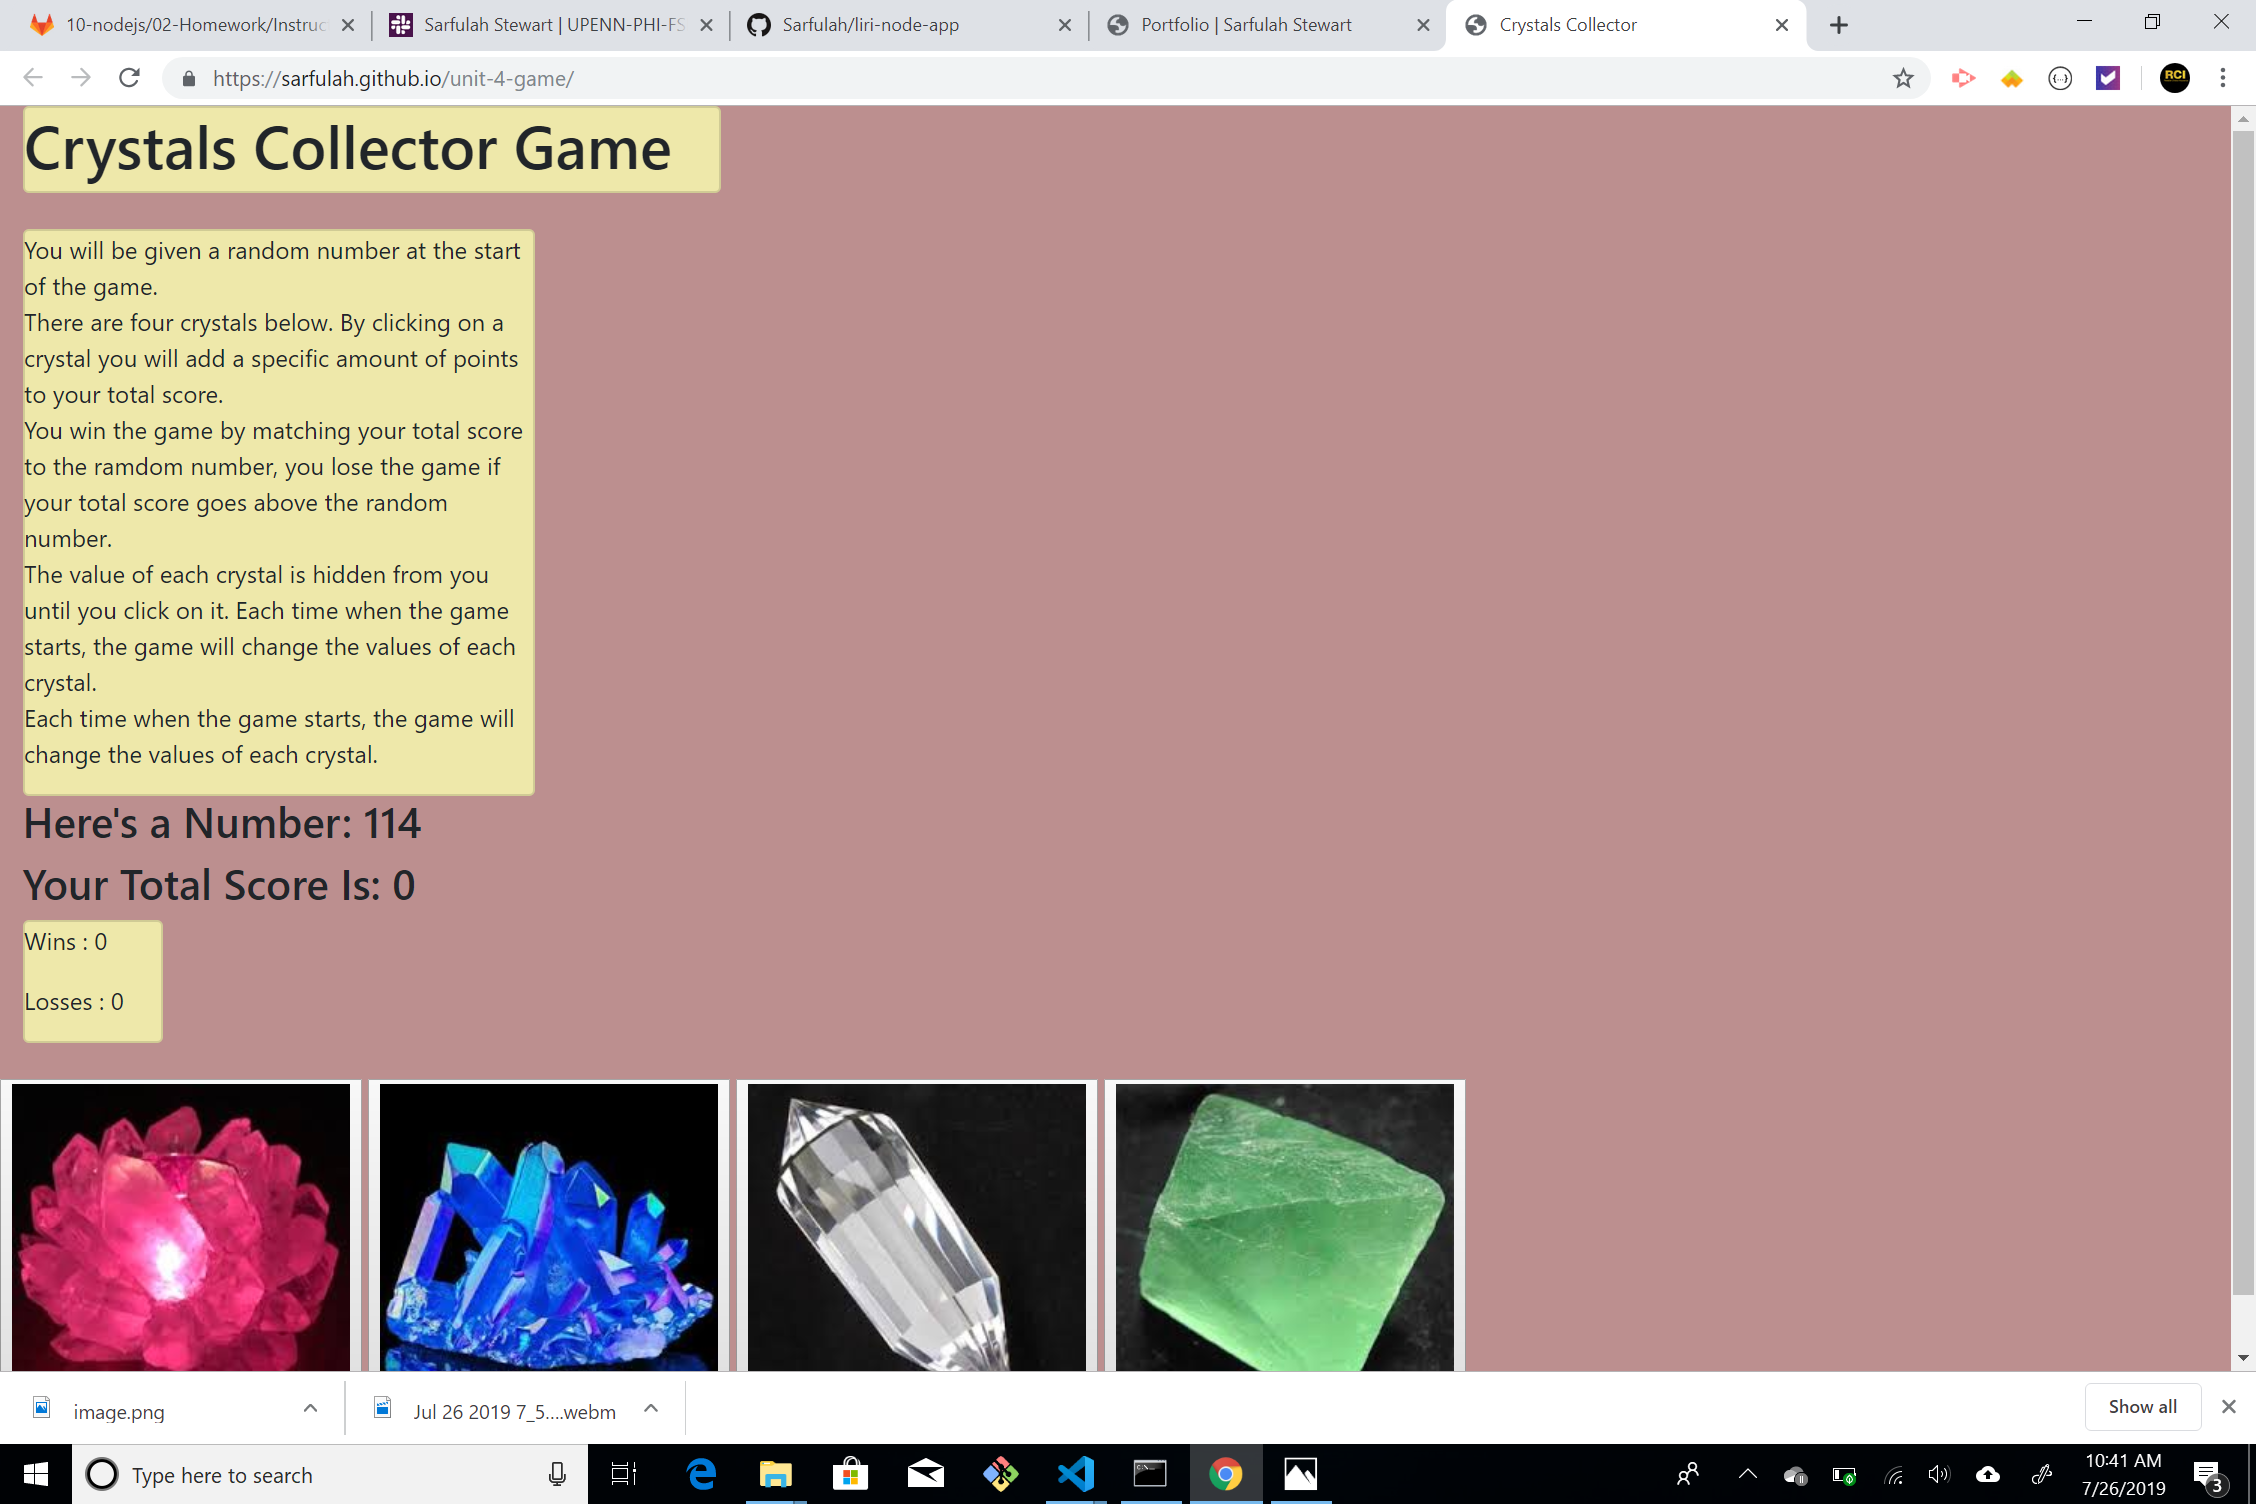 10-nodejs/02-Homework/Instruc
Sarfulah Stewart | UPENN-PHI-FS
Sarfulah/liri-node-app
Portfolio | Sarfulah Stewart
Crystals Collector
https://sarfulah.github.io/unit-4-game/
RCI
Crystals Collector Game
You will be given a random number at the start
of the game.
There are four crystals below. By clicking on a
crystal you will add a specific amount of points
to your total score.
You win the game by matching your total score
to the ramdom number, you lose the game if
your total score goes above the random
number.
The value of each crystal is hidden from you
until you click on it. Each time when the game
starts, the game will change the values of each
crystal.
Each time when the game starts, the game will
change the values of each crystal.
Here's a Number: 114
Your Total Score Is: 0
Wins : 0
Losses : 0
image.png
Jul 26 2019 7_5....webm
Show all
Type here to search
10:41 AM
7/26/2019
3